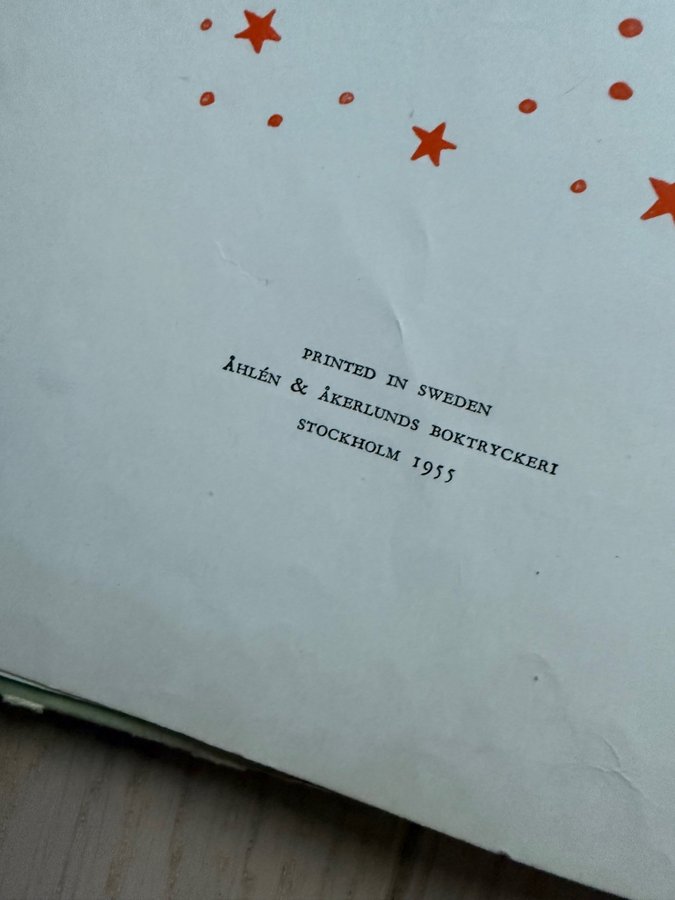 PRINTED IN SWEDEN
ÅHLÉN & ÅKERLUNDS BOKTRYCKERI
STOCKHOLM 1955